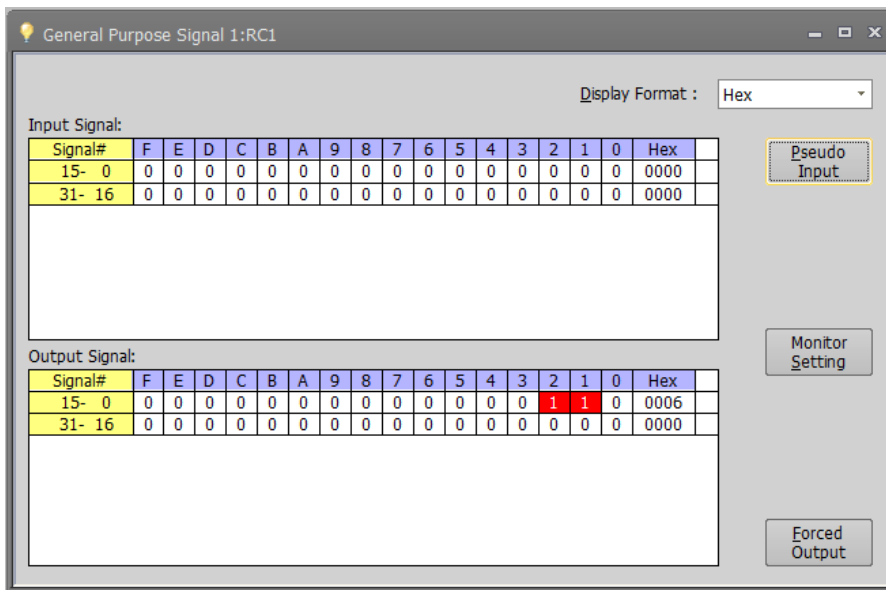 General Purpose Signal 1:RC1
Display Format : Hex
Input Signal:
Signal# F E D C B A 9 8 7 6 5 4 3 2 1 0 Hex
15- 0 0 0 0 0 0 0 0 0 0 0 0 0 0 0 0 0 0000
31- 16 0 0 0 0 0 0 0 0 0 0 0 0 0 0 0 0 0000
Pseudo
Input
Monitor
Setting
Output Signal:
Signal# F E D C B A 9 8 7 6 5 4 3 2 1 0 Hex
15- 0 0 0 0 0 0 0 0 0 0 0 0 0 0 1 1 0 0006
31- 16 0 0 0 0 0 0 0 0 0 0 0 0 0 0 0 0 0000
Forced
Output